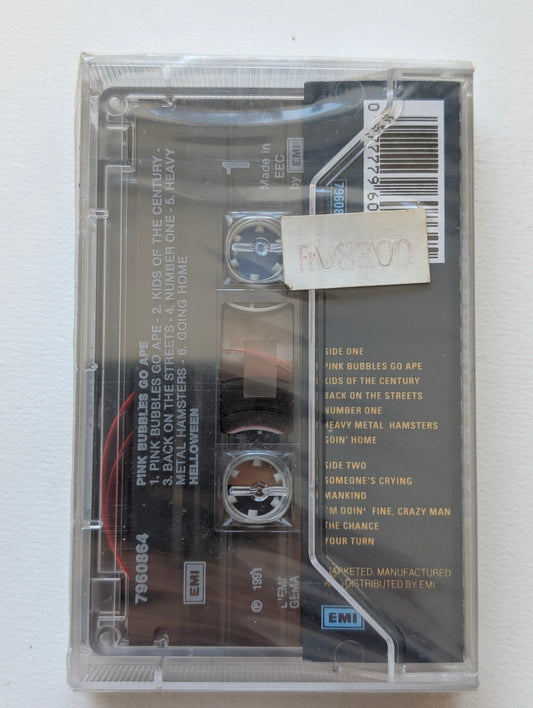 PINK BUBBLES GO APE
1. PINK BUBBLES GO APE - 2. KIDS OF THE CENTURY -
3. BACK ON THE STREETS - 4. NUMBER ONE - 5. HEAVY
METAL HAMSTERS - 6. GOING HOME
HELLOWEEN
7960864
EMI
℗ 1991
GEMA
1
Made in
EEC
by EMI
SIDE ONE
PINK BUBBLES GO APE
KIDS OF THE CENTURY
BACK ON THE STREETS
NUMBER ONE
HEAVY METAL HAMSTERS
GOIN' HOME
SIDE TWO
SOMEONE'S CRYING
MANKIND
I'M DOIN' FINE, CRAZY MAN
THE CHANCE
YOUR TURN
MARKETED, MANUFACTURED
AND DISTRIBUTED BY EMI
EMI